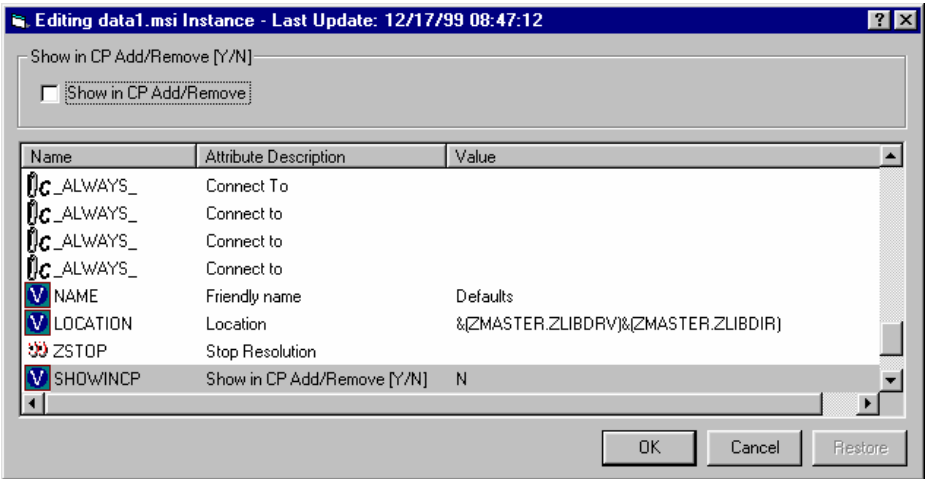 Editing data1.msi Instance - Last Update: 12/17/99 08:47:12
Show in CP Add/Remove [Y/N]
Show in CP Add/Remove
Name Attribute Description Value
_ALWAYS_ Connect To
_ALWAYS_ Connect to
_ALWAYS_ Connect to
_ALWAYS_ Connect to
NAME Friendly name Defaults
LOCATION Location &(ZMASTER.ZLIBDRV)&(ZMASTER.ZLIBDIR)
ZSTOP Stop Resolution
SHOWINCP Show in CP Add/Remove [Y/N] N
OK Cancel Restore